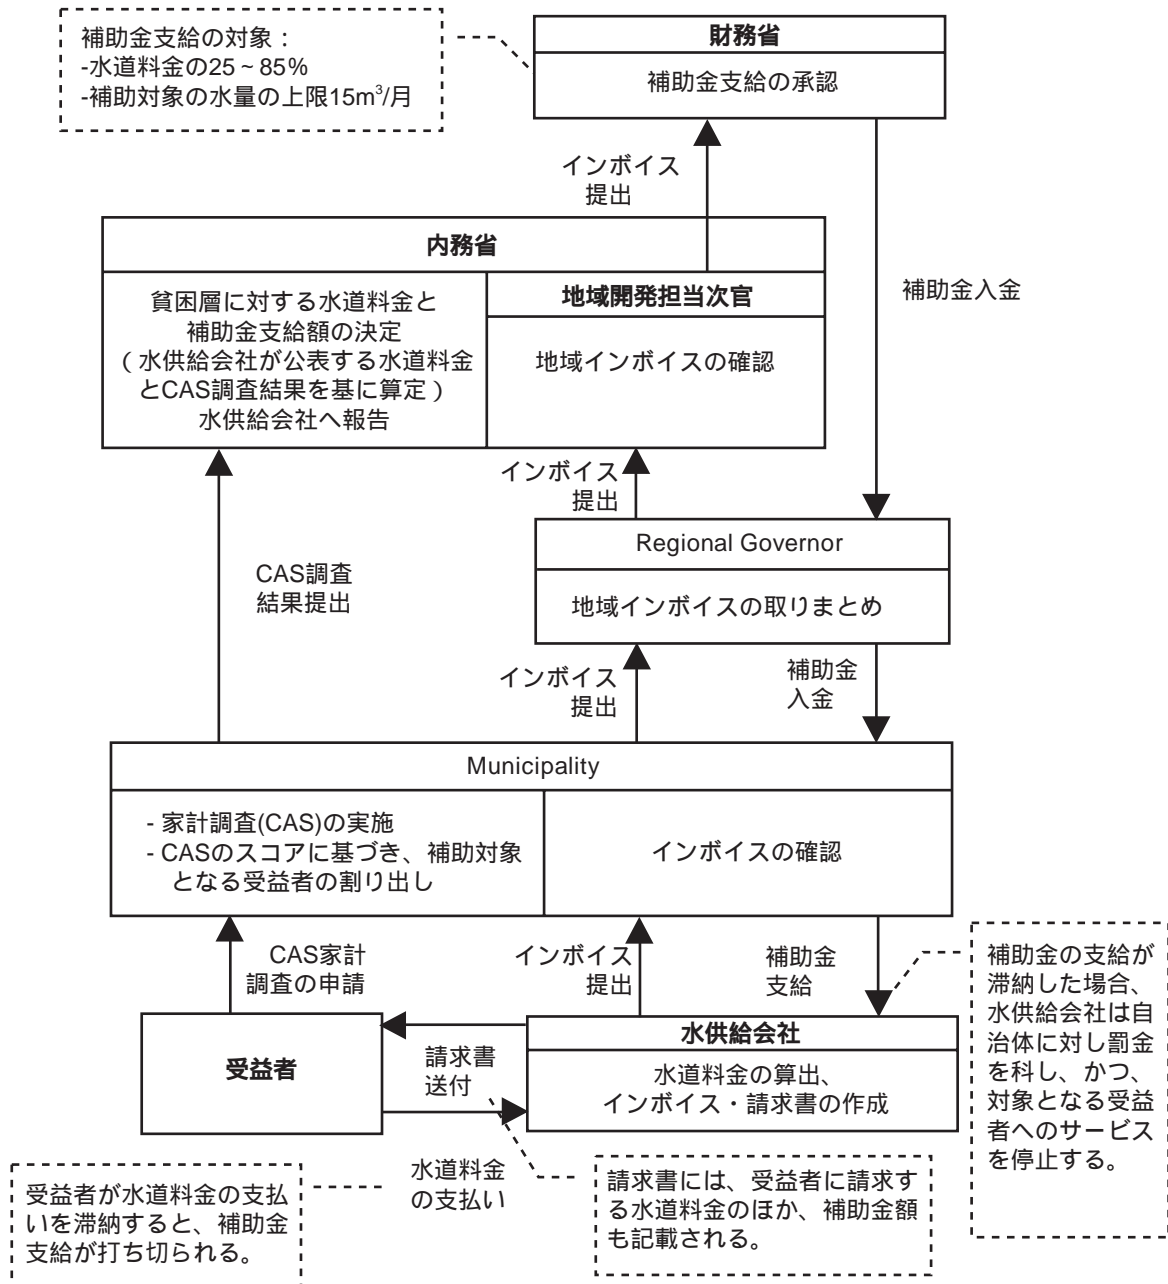 補助金支給の対象：
-水道料金の25～85%
-補助対象の水量の上限15m³/月
財務省
補助金支給の承認
インボイス
提出
内務省
貧困層に対する水道料金と
補助金支給額の決定
（水供給会社が公表する水道料金
とCAS調査結果を基に算定）
水供給会社へ報告
地域開発担当次官
地域インボイスの確認
補助金入金
インボイス
提出
CAS調査
結果提出
Regional Governor
地域インボイスの取りまとめ
インボイス
提出
補助金
入金
Municipality
- 家計調査(CAS)の実施
- CASのスコアに基づき、補助対象
となる受益者の割り出し
インボイスの確認
CAS家計
調査の申請
インボイス
提出
補助金
支給
補助金の支給が
滞納した場合、
水供給会社は自
治体に対し罰金
を科し、かつ、
対象となる受益
者へのサービス
を停止する。
受益者
請求書
送付
水供給会社
水道料金の算出、
インボイス・請求書の作成
水道料金
の支払い
受益者が水道料金の支払
いを滞納すると、補助金
支給が打ち切られる。
請求書には、受益者に請求す
る水道料金のほか、補助金額
も記載される。